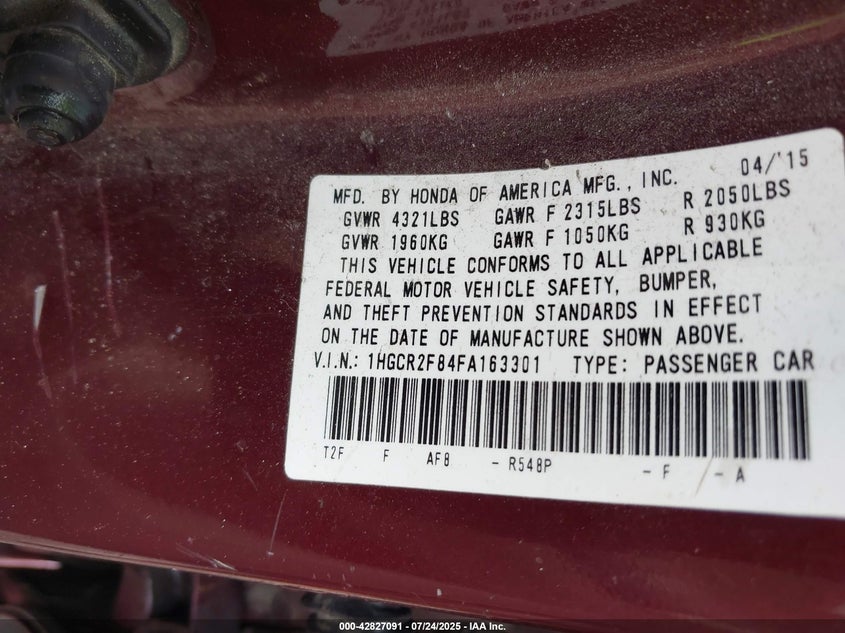 04/'15
MFD. BY HONDA OF AMERICA MFG., INC.
GVWR 4321LBS GAWR F 2315LBS R 2050LBS
GVWR 1960KG GAWR F 1050KG R 930KG
THIS VEHICLE CONFORMS TO ALL APPLICABLE
FEDERAL MOTOR VEHICLE SAFETY, BUMPER,
AND THEFT PREVENTION STANDARDS IN EFFECT
ON THE DATE OF MANUFACTURE SHOWN ABOVE.
V.I.N.: 1HGCR2F84FA163301 TYPE: PASSENGER CAR
T2F F AF8 - R548P - F - A
000-42827091 - 07/24/2025 - IAA Inc.